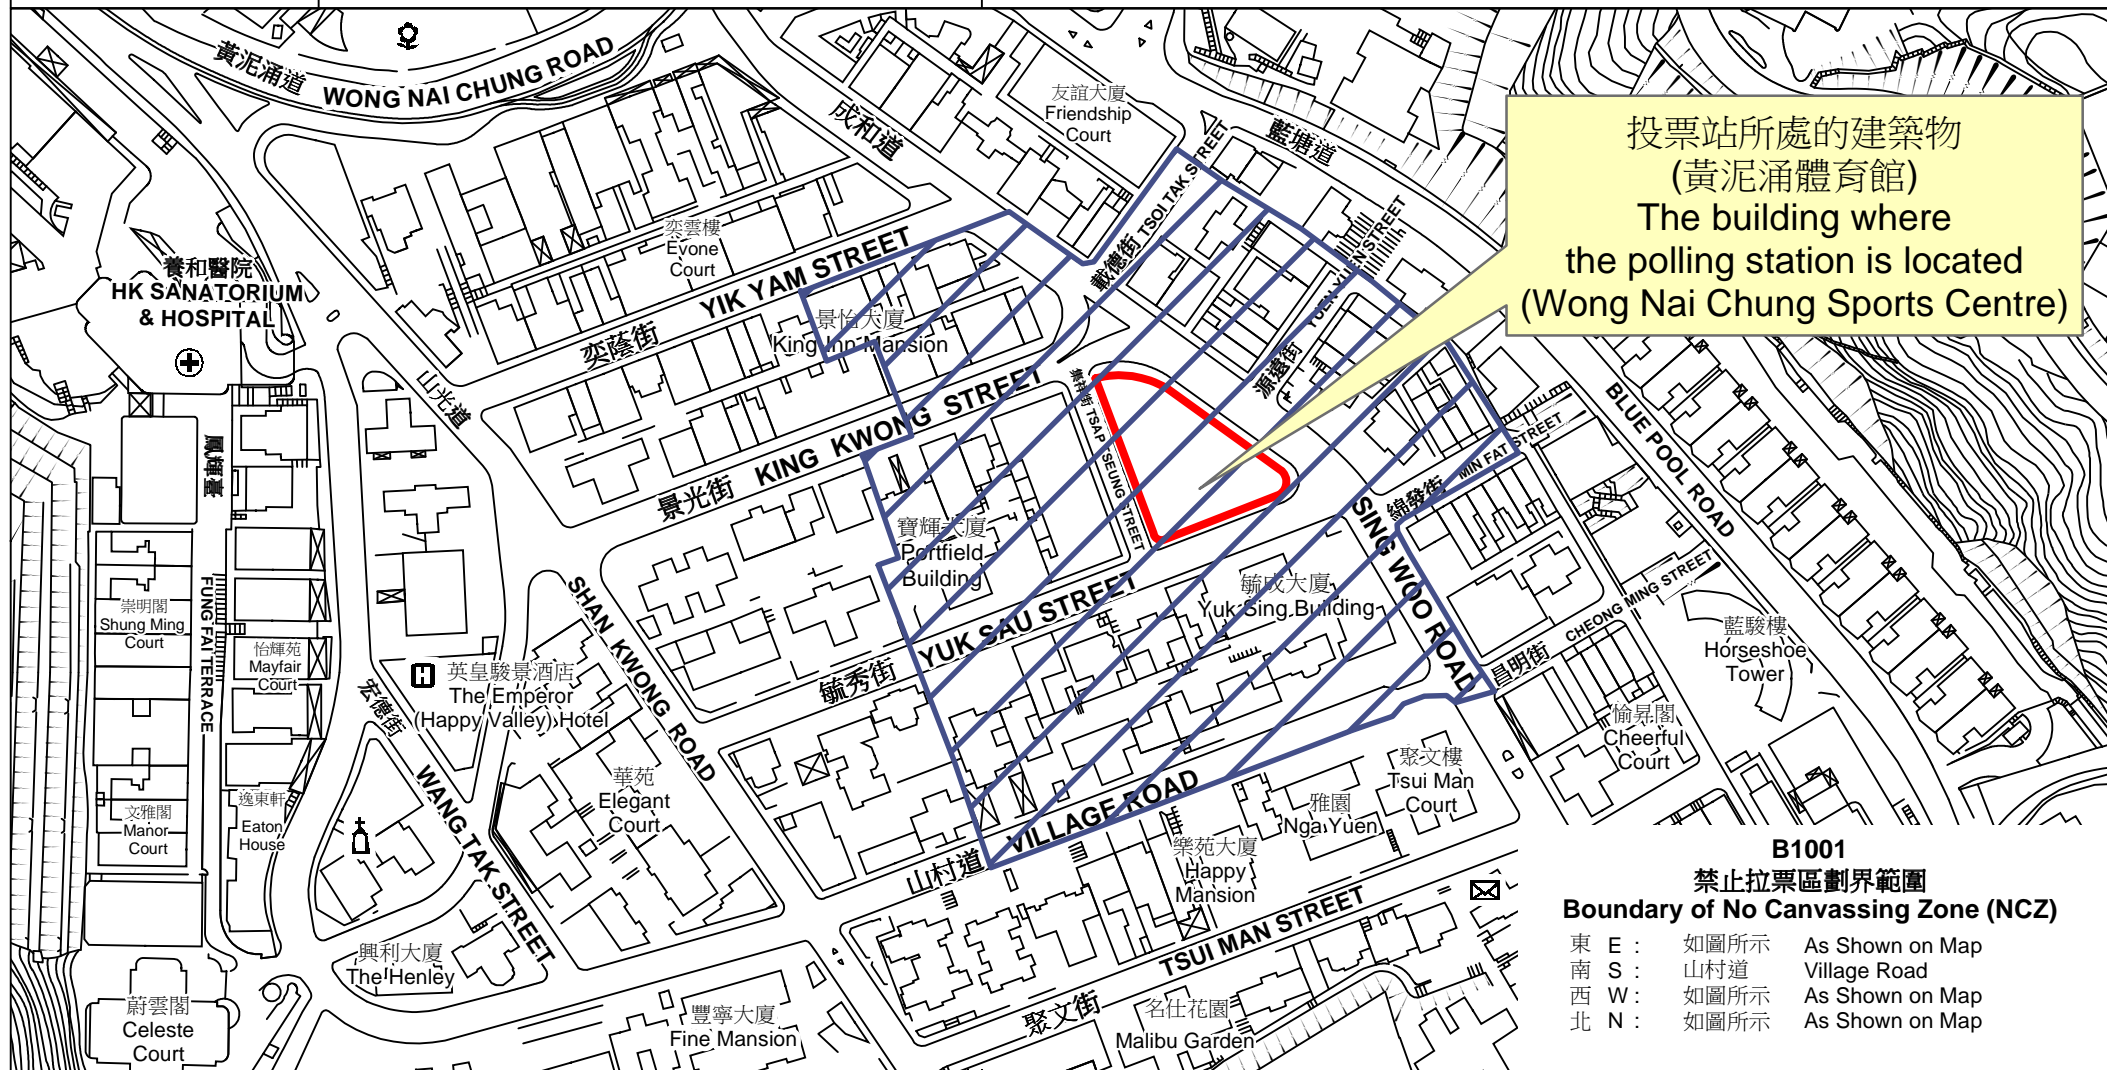 黃泥涌道
WONG NAI CHUNG ROAD
成和道
友誼大廈
Friendship
Court
藍塘道
投票站所處的建築物
(黃泥涌體育館)
The building where
the polling station is located
(Wong Nai Chung Sports Centre)
載德街 TSOI TAK STREET
源遠街 YUEN YUEN STREET
奕雲樓
Evone
Court
奕蔭街 YIK YAM STREET
養和醫院
HK SANATORIUM
& HOSPITAL
景怡大廈
King Inn Mansion
山光道
SHAN KWONG ROAD
景光街 KING KWONG STREET
集祥街 TSAP TSEUNG STREET
BLUE POOL ROAD
綿發街 MIN FAT STREET
SING WOO ROAD
鳳輝臺
FUNG FAI TERRACE
寶輝大廈
Portfield
Building
毓成大廈
Yuk Sing Building
毓秀街 YUK SAU STREET
昌明街 CHEONG MING STREET
崇明閣
Shung Ming
Court
怡輝苑
Mayfair
Court
宏德街
WANG TAK STREET
英皇駿景酒店
The Emperor
(Happy Valley) Hotel
藍駿樓
Horseshoe
Tower
愉昇閣
Cheerful
Court
聚文樓
Tsui Man
Court
華苑
Elegant
Court
雅園
Nga Yuen
文雅閣
Manor
Court
逸東軒
Eaton
House
山村道 VILLAGE ROAD
樂苑大廈
Happy
Mansion
聚文街 TSUI MAN STREET
興利大廈
The Henley
蔚雲閣
Celeste
Court
豐寧大廈
Fine Mansion
名仕花園
Malibu Garden
B1001
禁止拉票區劃界範圍
Boundary of No Canvassing Zone (NCZ)
東 E : 如圖所示 As Shown on Map
南 S : 山村道 Village Road
西 W : 如圖所示 As Shown on Map
北 N : 如圖所示 As Shown on Map